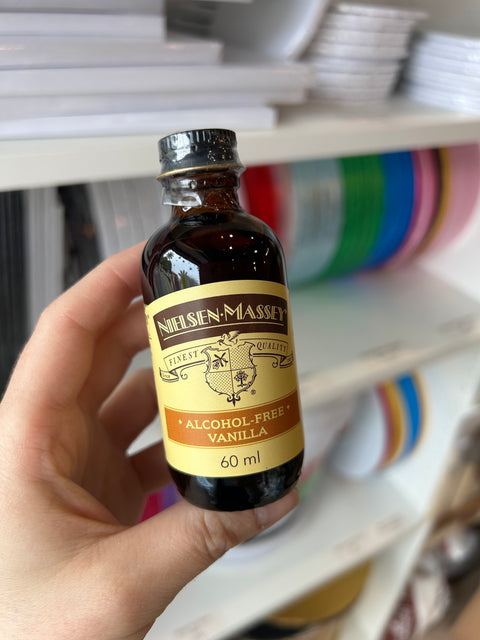 NIELSEN·MASSEY
FINEST QUALITY
®
• ALCOHOL-FREE •
VANILLA
60 ml